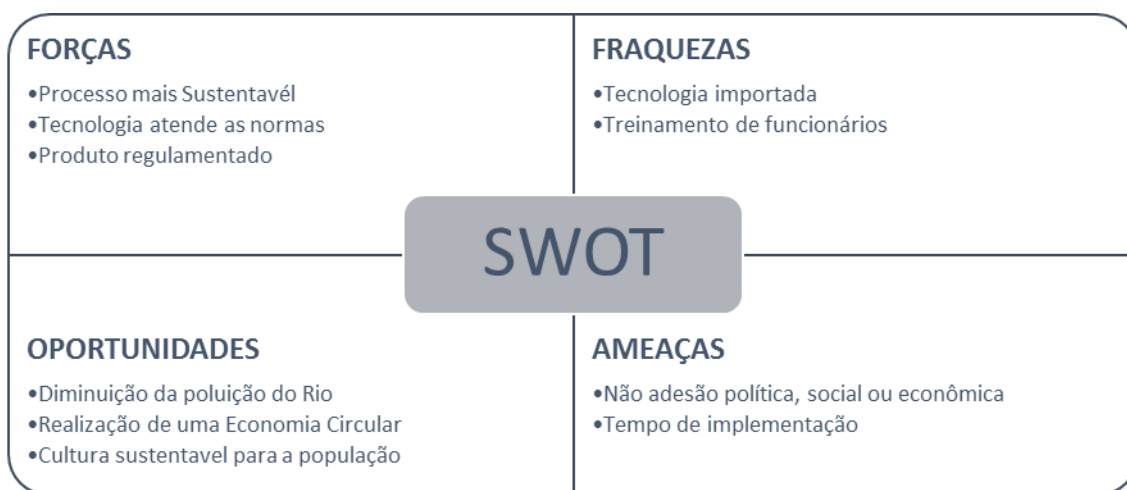 FORÇAS
•Processo mais Sustentavél
•Tecnologia atende as normas
•Produto regulamentado
FRAQUEZAS
•Tecnologia importada
•Treinamento de funcionários
SWOT
OPORTUNIDADES
•Diminuição da poluição do Rio
•Realização de uma Economia Circular
•Cultura sustentavel para a população
AMEAÇAS
•Não adesão política, social ou econômica
•Tempo de implementação